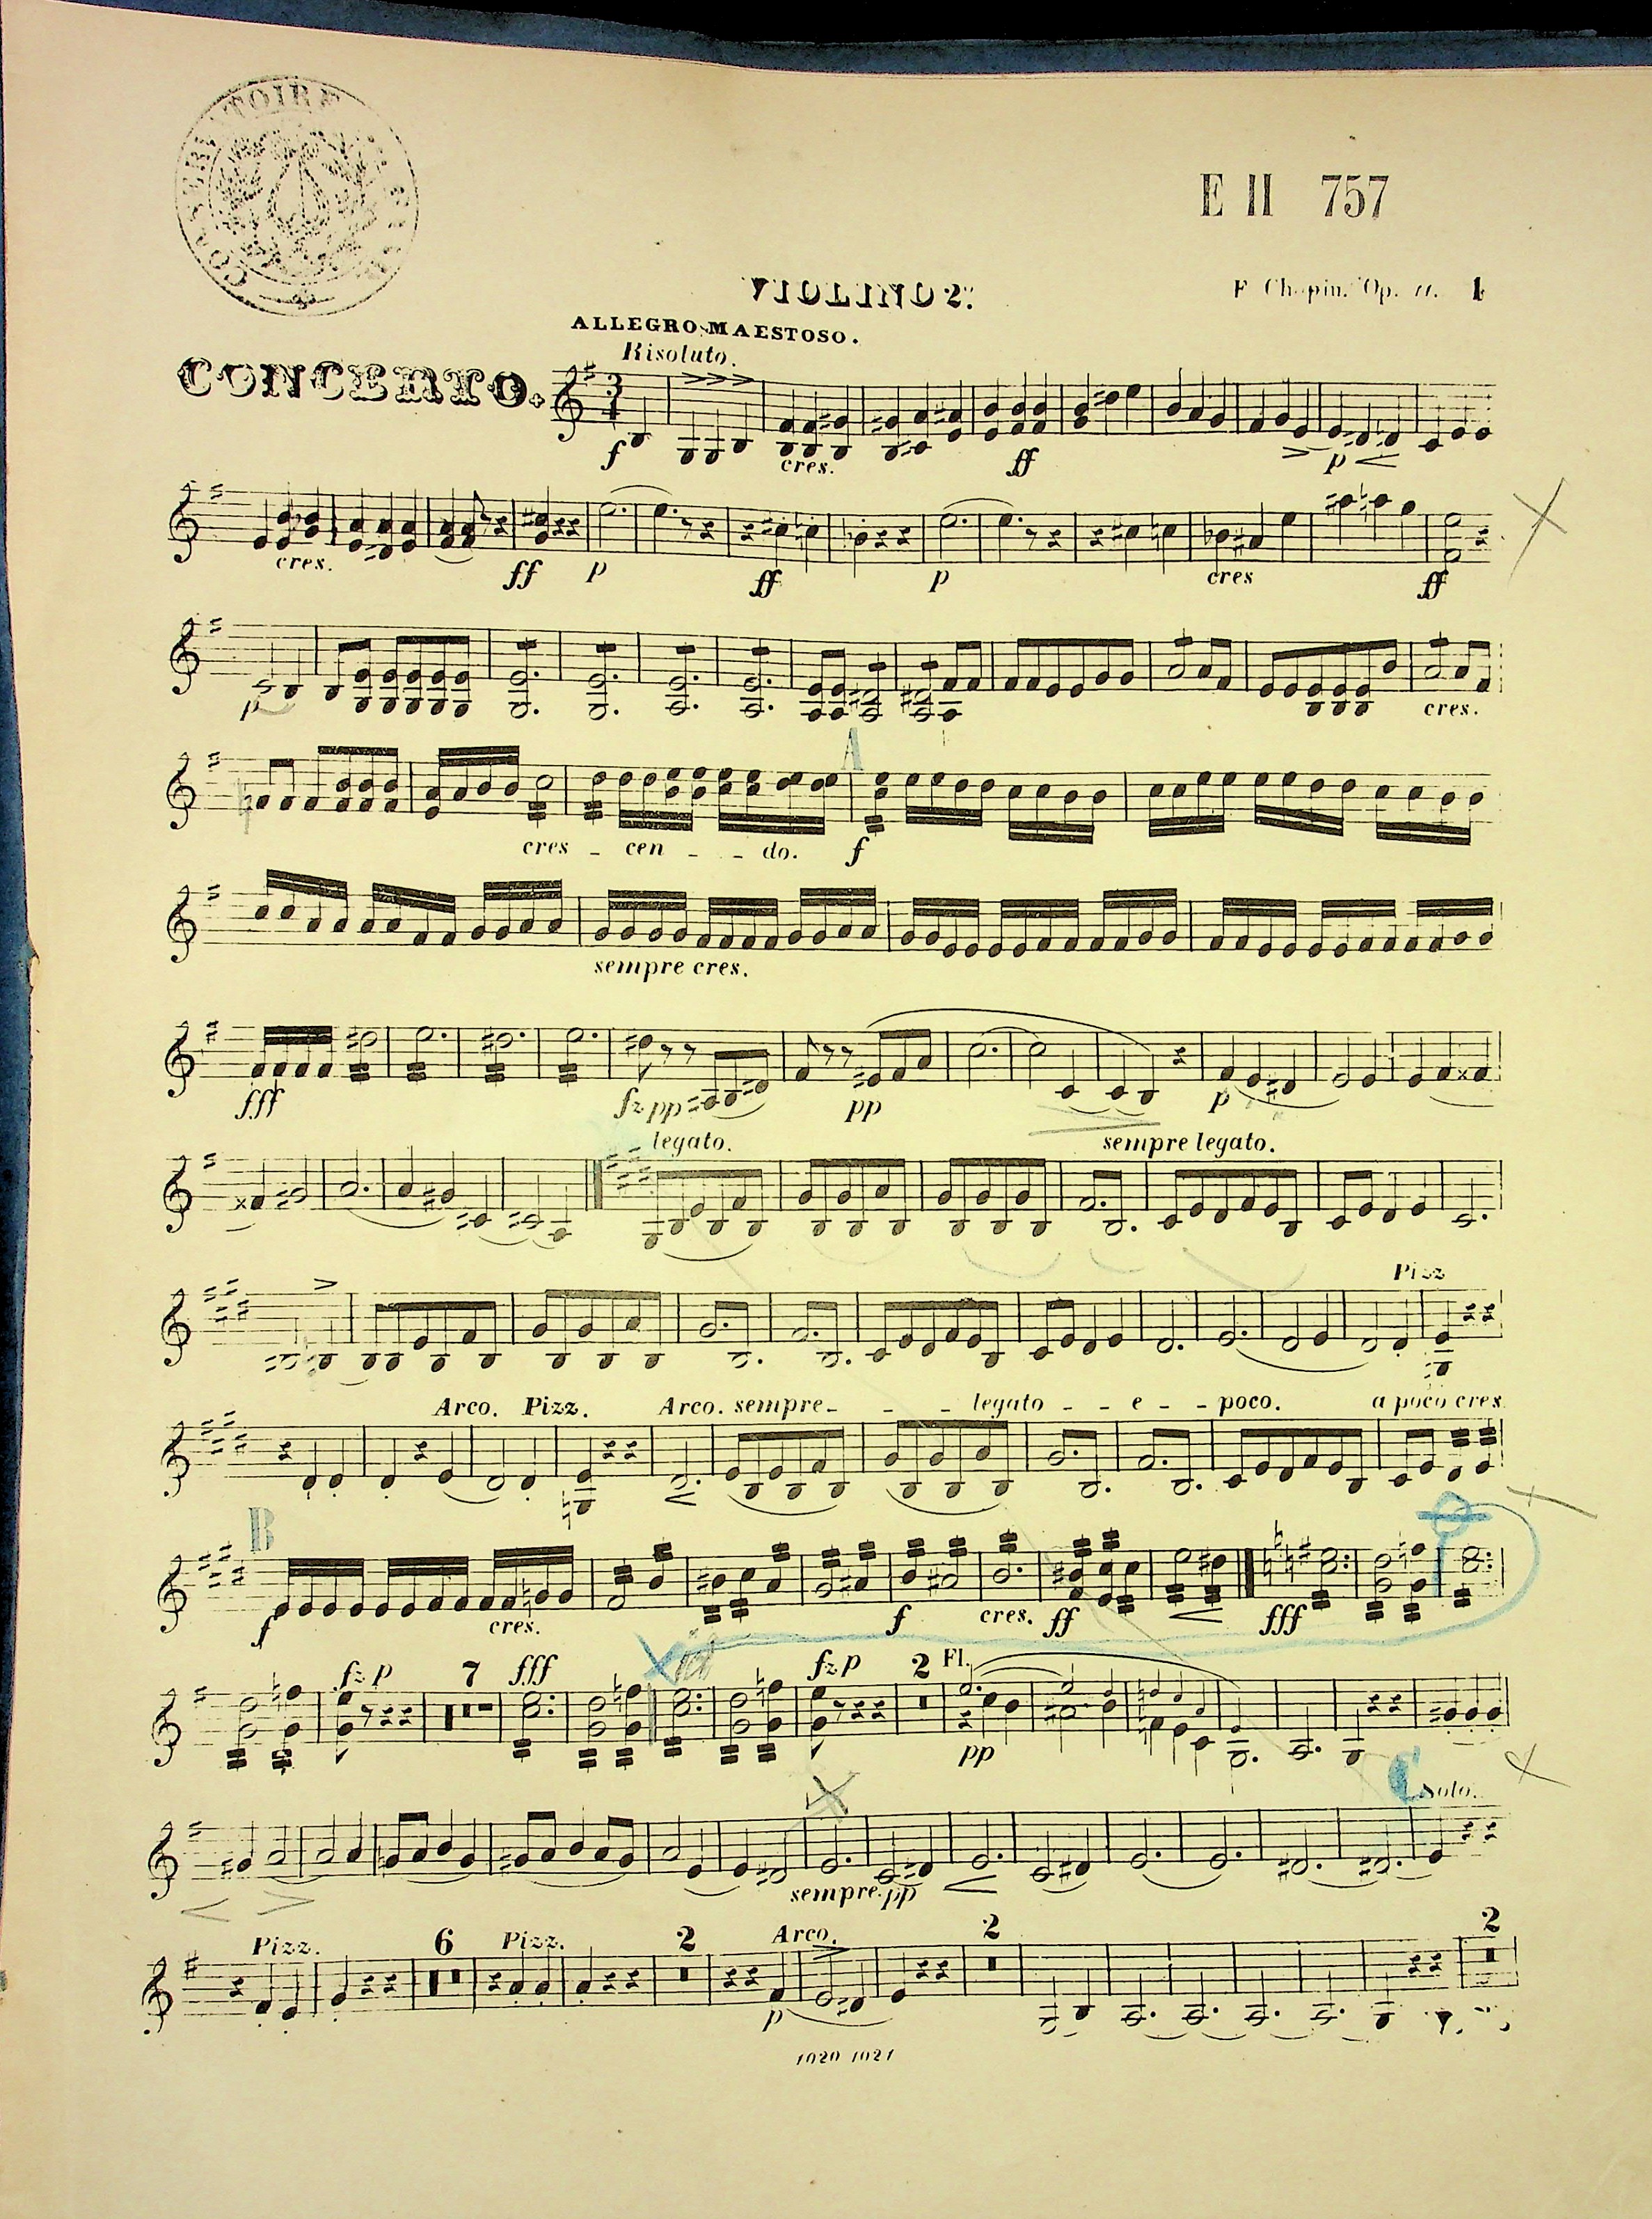 E II 757
VIOLINO 2º.
F. Chopin. Op. 11. 1
ALLEGRO MAESTOSO.
Risoluto.
CONCERTO.
3
4
f cres. ff p
cres. ff p ff p cres ff
p cres.
A
cres - cen - - do. f
sempre cres.
fff fz pp pp p
legato. sempre legato.
Pizz
Arco. Pizz. Arco. sempre - - - legato - - e - - poco. a poco cres.
B
f cres. f cres. ff fff
fz p 7 fff fz p 2 Fl.
pp
C Solo.
sempre pp
Pizz. 6 Pizz. 2 Arco. 2 2
p
1020 1021